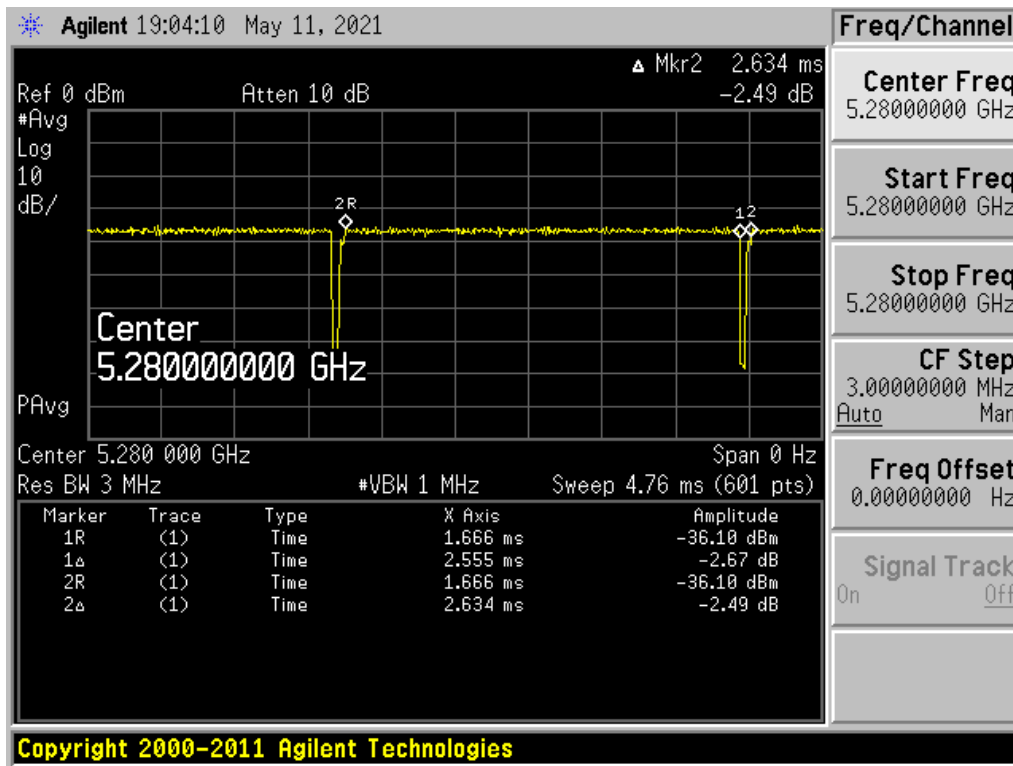 Agilent 19:04:10 May 11, 2021
Freq/Channel
Δ Mkr2 2.634 ms
Ref 0 dBm Atten 10 dB -2.49 dB
#Avg
Log
10
dB/
2R
1 2
Center
5.280000000 GHz
PAvg
Center 5.280 000 GHz Span 0 Hz
Res BW 3 MHz #VBW 1 MHz Sweep 4.76 ms (601 pts)
Marker Trace Type X Axis Amplitude
1R (1) Time 1.666 ms -36.10 dBm
1Δ (1) Time 2.555 ms -2.67 dB
2R (1) Time 1.666 ms -36.10 dBm
2Δ (1) Time 2.634 ms -2.49 dB
Center Freq
5.28000000 GHz
Start Freq
5.28000000 GHz
Stop Freq
5.28000000 GHz
CF Step
3.00000000 MHz
Auto Man
Freq Offset
0.00000000 Hz
Signal Track
On Off
Copyright 2000-2011 Agilent Technologies